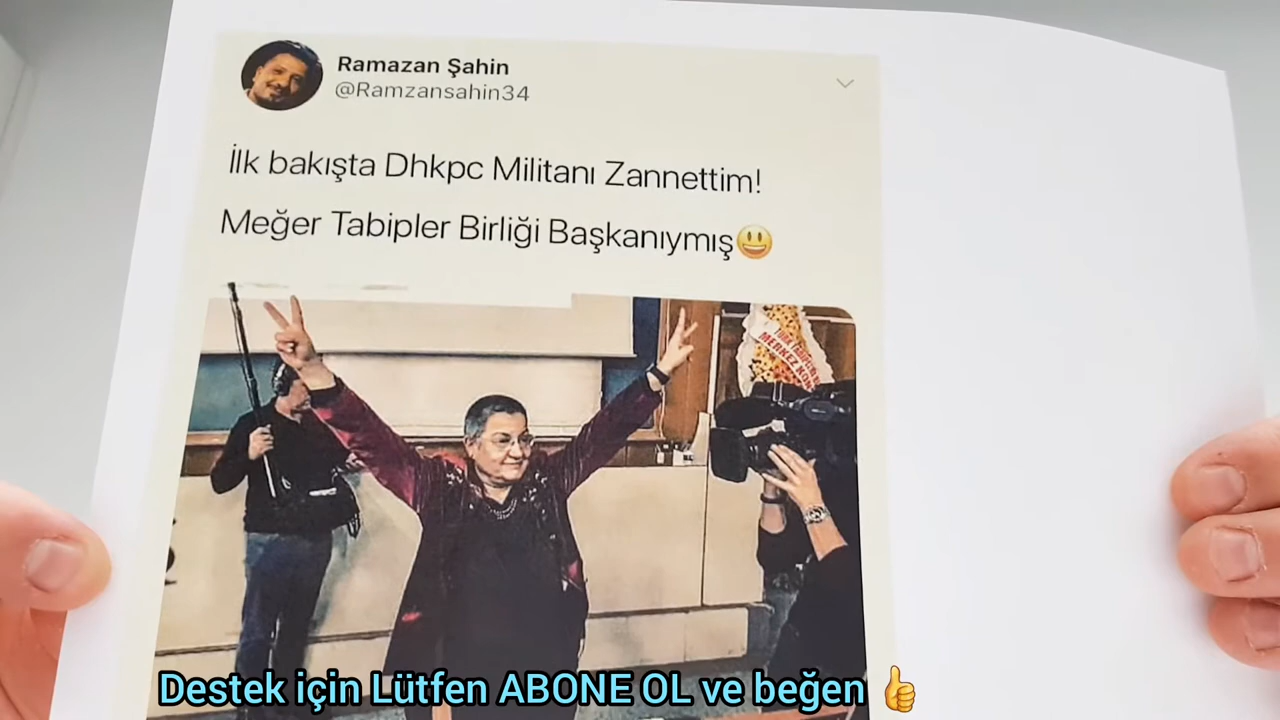 Ramazan Şahin
@Ramzansahin34
İlk bakışta Dhkpc Militanı Zannettim!
Meğer Tabipler Birliği Başkanıymış😃
MERKEZ
Destek için Lütfen ABONE OL ve beğen 👍